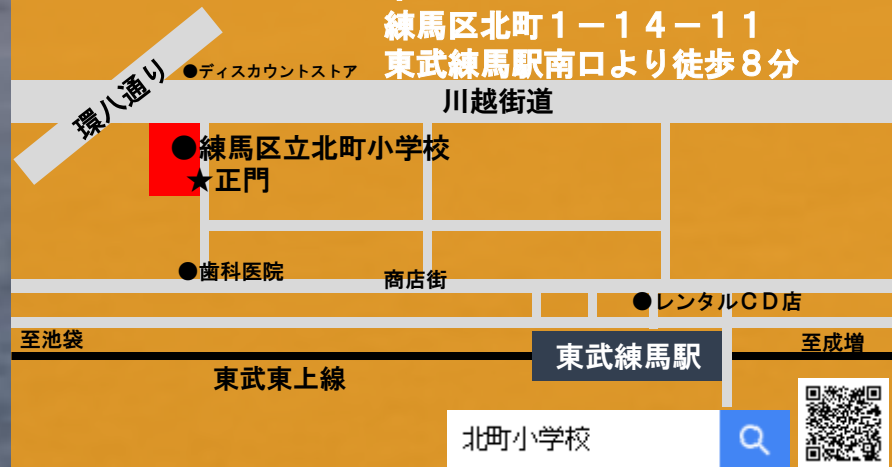 練馬区北町1－14－11
東武練馬駅南口より徒歩8分
●ディスカウントストア
環八通り
川越街道
●練馬区立北町小学校
★正門
●歯科医院
商店街
●レンタルCD店
至池袋
至成増
東武練馬駅
東武東上線
北町小学校